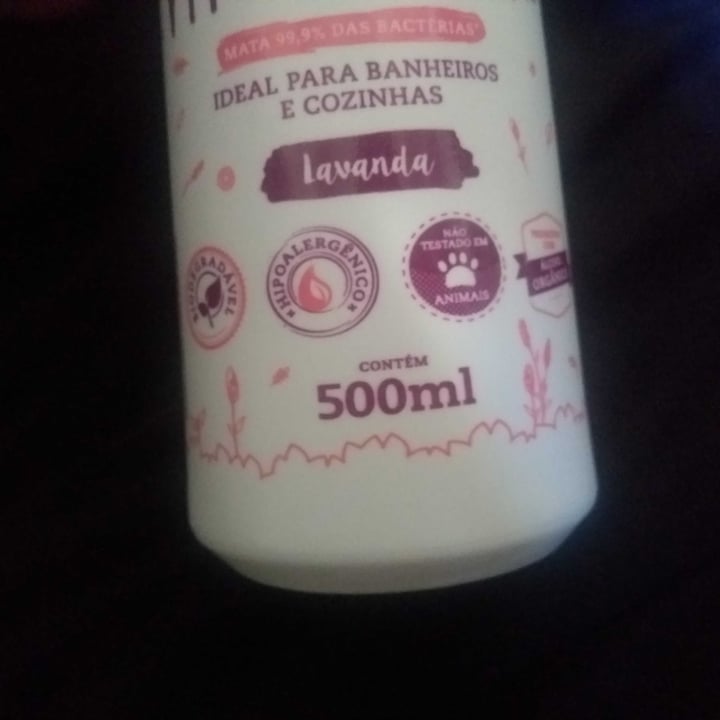 MATA 99,9% DAS BACTÉRIAS*
IDEAL PARA BANHEIROS
E COZINHAS
Lavanda
BIODEGRADÁVEL
HIPOALERGÊNICO
NÃO
TESTADO EM
ANIMAIS
CONTÉM
500ml